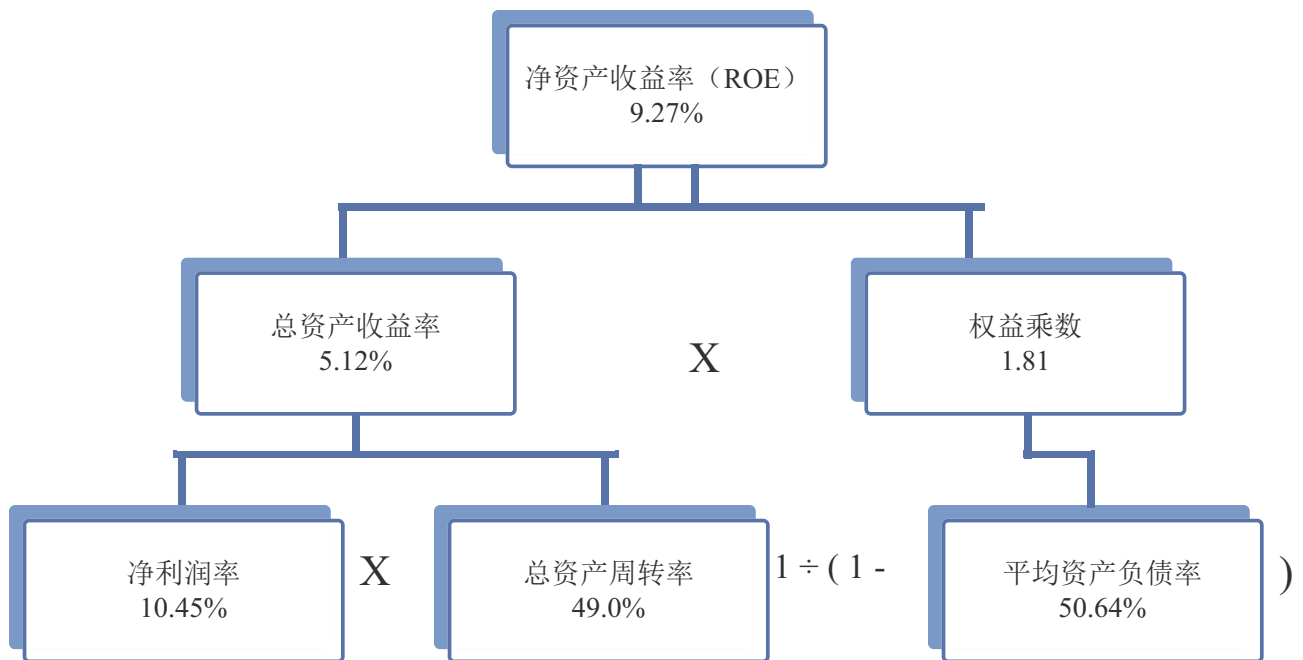 净资产收益率（ROE）
9.27%
总资产收益率
5.12%
X
权益乘数
1.81
净利润率
10.45%
X
总资产周转率
49.0%
1 ÷ ( 1 -
平均资产负债率
50.64%
)